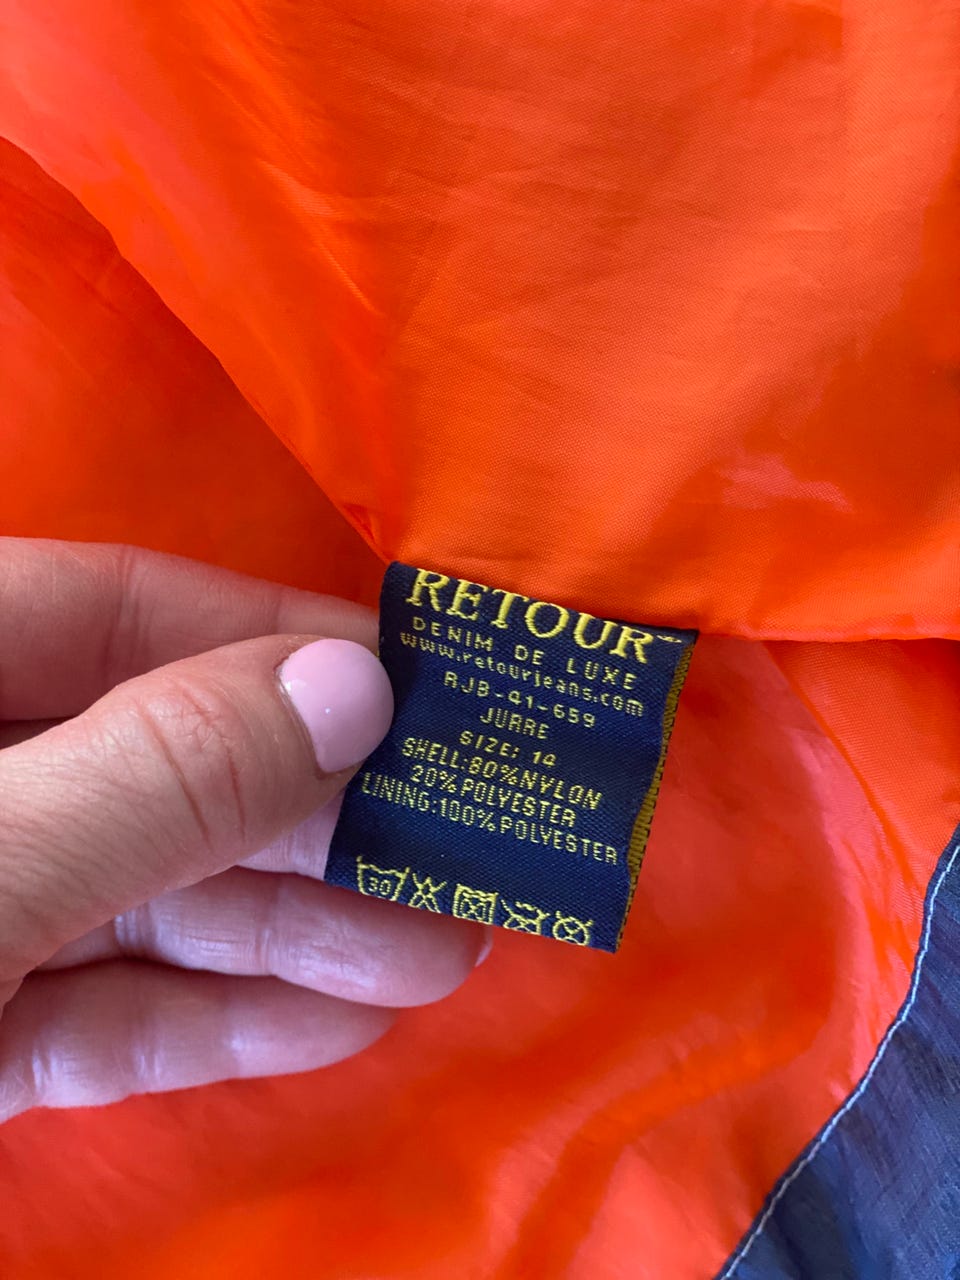 RETOUR
DENIM DE LUXE
www.retourjeans.com
RJB-41-659
JURRE
SIZE: 14
SHELL:80%NYLON
20%POLYESTER
LINING:100%POLYESTER
30